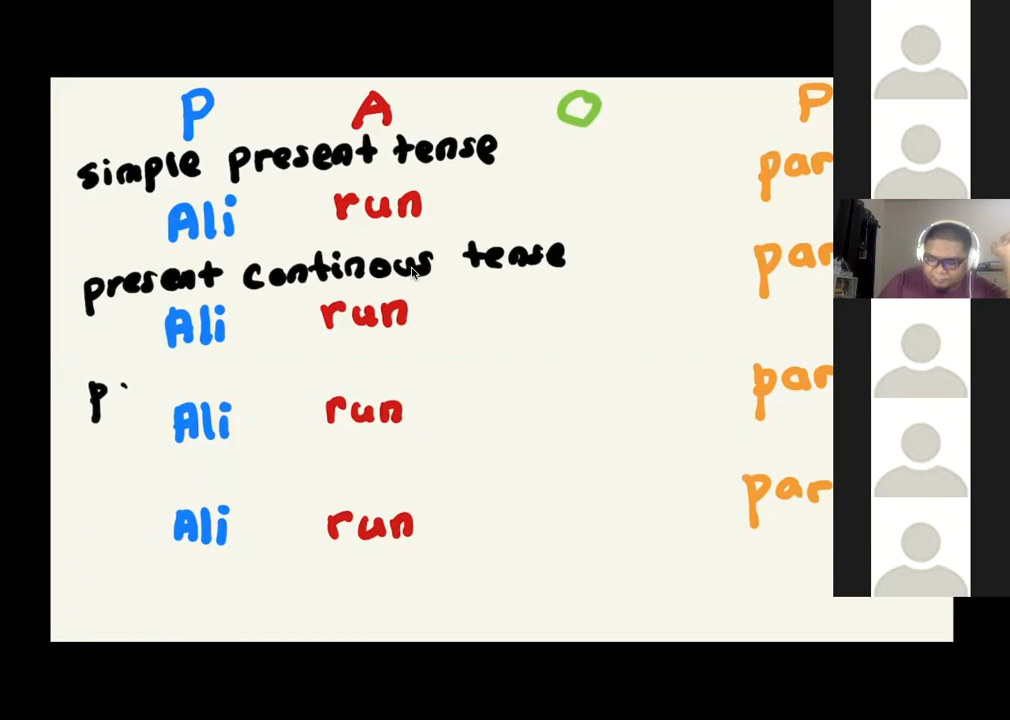 P A O P
simple present tense
Ali run par
present continous tense
Ali run par
p
Ali run par
Ali run par